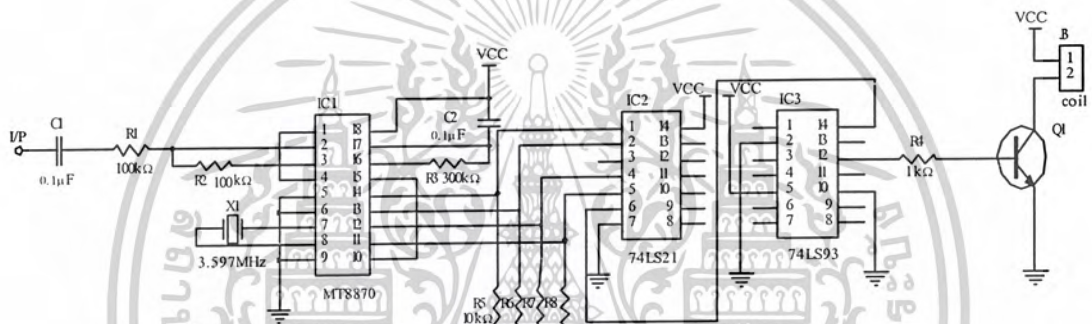 I/P
C1
0.1µF
R1
100kΩ
R2 100kΩ
X1
3.597MHz
IC1
1
2
3
4
5
6
7
8
9
18
17
16
15
14
13
12
11
10
MT8870
VCC
C2
0.1µF
R3 300kΩ
R5
10kΩ
R6
R7
R8
IC2
1
2
3
4
5
6
7
14
13
12
11
10
9
8
74LS21
VCC
VCC
IC3
1
2
3
4
5
6
7
14
13
12
11
10
9
8
74LS93
R4
1kΩ
Q1
VCC
B
1
2
coil